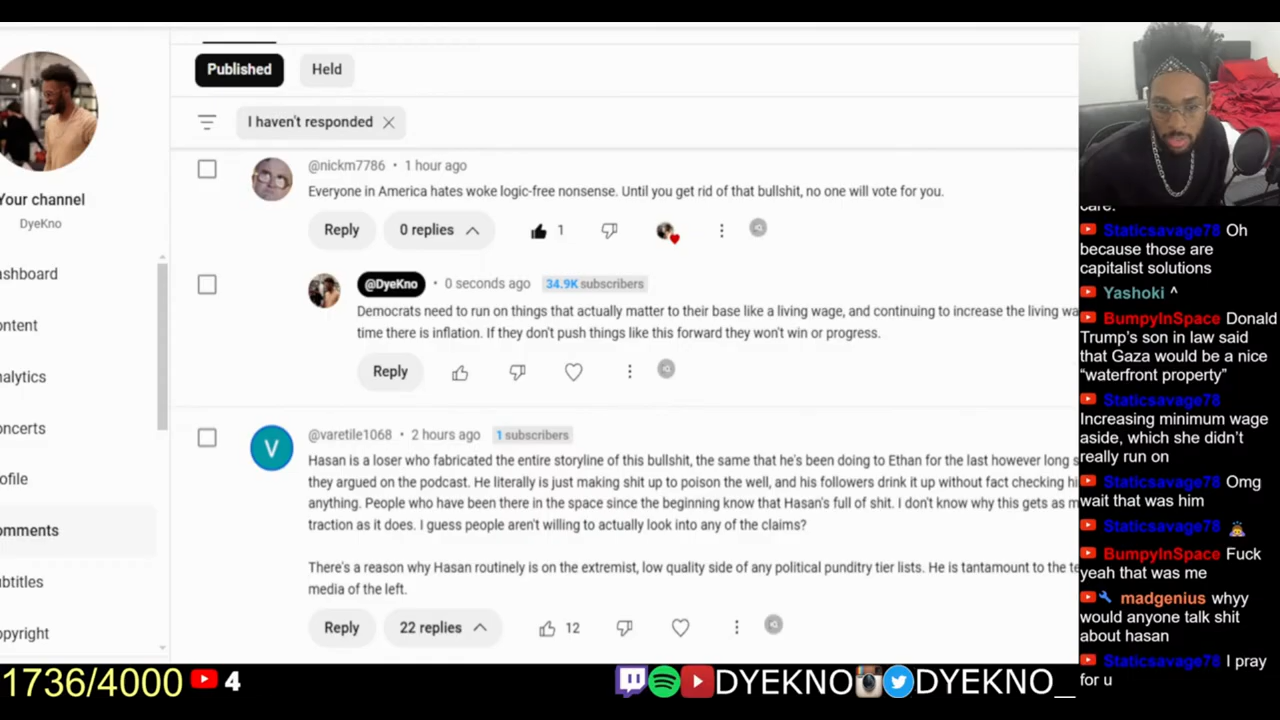 Published
Held
I haven't responded
Your channel
DyeKno
ashboard
ontent
nalytics
oncerts
rofile
omments
ubtitles
opyright
@nickm7786 • 1 hour ago
Everyone in America hates woke logic-free nonsense. Until you get rid of that bullshit, no one will vote for you.
Reply
0 replies
1
@DyeKno • 0 seconds ago 34.9K subscribers
Democrats need to run on things that actually matter to their base like a living wage, and continuing to increase the living wa
time there is inflation. If they don't push things like this forward they won't win or progress.
Reply
V
@varetile1068 • 2 hours ago 1 subscribers
Hasan is a loser who fabricated the entire storyline of this bullshit, the same that he's been doing to Ethan for the last however long s
they argued on the podcast. He literally is just making shit up to poison the well, and his followers drink it up without fact checking hi
anything. People who have been there in the space since the beginning know that Hasan's full of shit. I don't know why this gets as m
traction as it does. I guess people aren't willing to actually look into any of the claims?
There's a reason why Hasan routinely is on the extremist, low quality side of any political punditry tier lists. He is tantamount to the te
media of the left.
Reply
22 replies
12
care.
Staticsavage78 Oh
because those are
capitalist solutions
Yashoki ^
BumpyInSpace Donald
Trump's son in law said
that Gaza would be a nice
“waterfront property”
Staticsavage78
Increasing minimum wage
aside, which she didn't
really run on
Staticsavage78 Omg
wait that was him
Staticsavage78
BumpyInSpace Fuck
yeah that was me
madgenius whyy
would anyone talk shit
about hasan
Staticsavage78 I pray
for u
1736/4000
4
DYEKNO
DYEKNO_